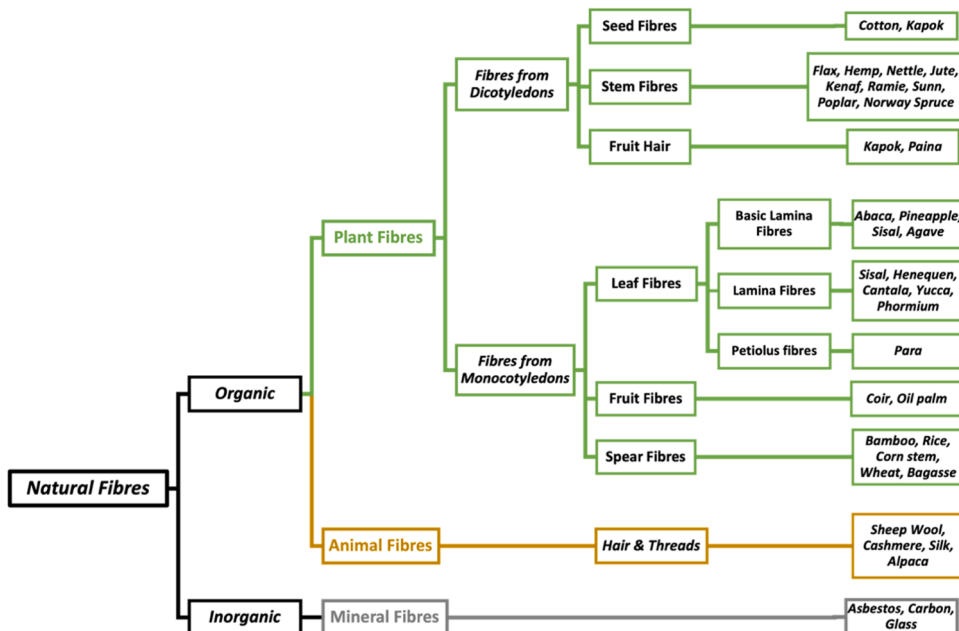 Seed Fibres
Cotton, Kapok
Fibres from
Dicotyledons
Stem Fibres
Flax, Hemp, Nettle, Jute,
Kenaf, Ramie, Sunn,
Poplar, Norway Spruce
Fruit Hair
Kapok, Paina
Plant Fibres
Basic Lamina
Fibres
Abaca, Pineapple,
Sisal, Agave
Leaf Fibres
Lamina Fibres
Sisal, Henequen,
Cantala, Yucca,
Phormium
Fibres from
Monocotyledons
Petiolus fibres
Para
Organic
Fruit Fibres
Coir, Oil palm
Spear Fibres
Bamboo, Rice,
Corn stem,
Wheat, Bagasse
Natural Fibres
Animal Fibres
Hair & Threads
Sheep Wool,
Cashmere, Silk,
Alpaca
Inorganic
Mineral Fibres
Asbestos, Carbon,
Glass